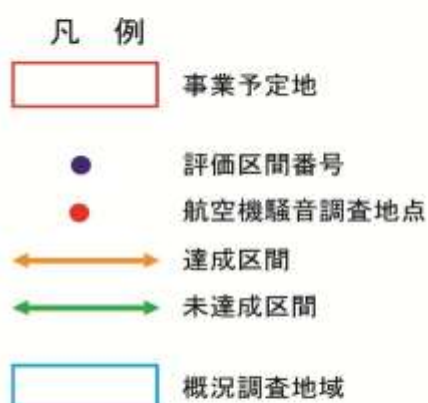 凡 例
事業予定地
評価区間番号
航空機騒音調査地点
達成区間
未達成区間
概況調査地域